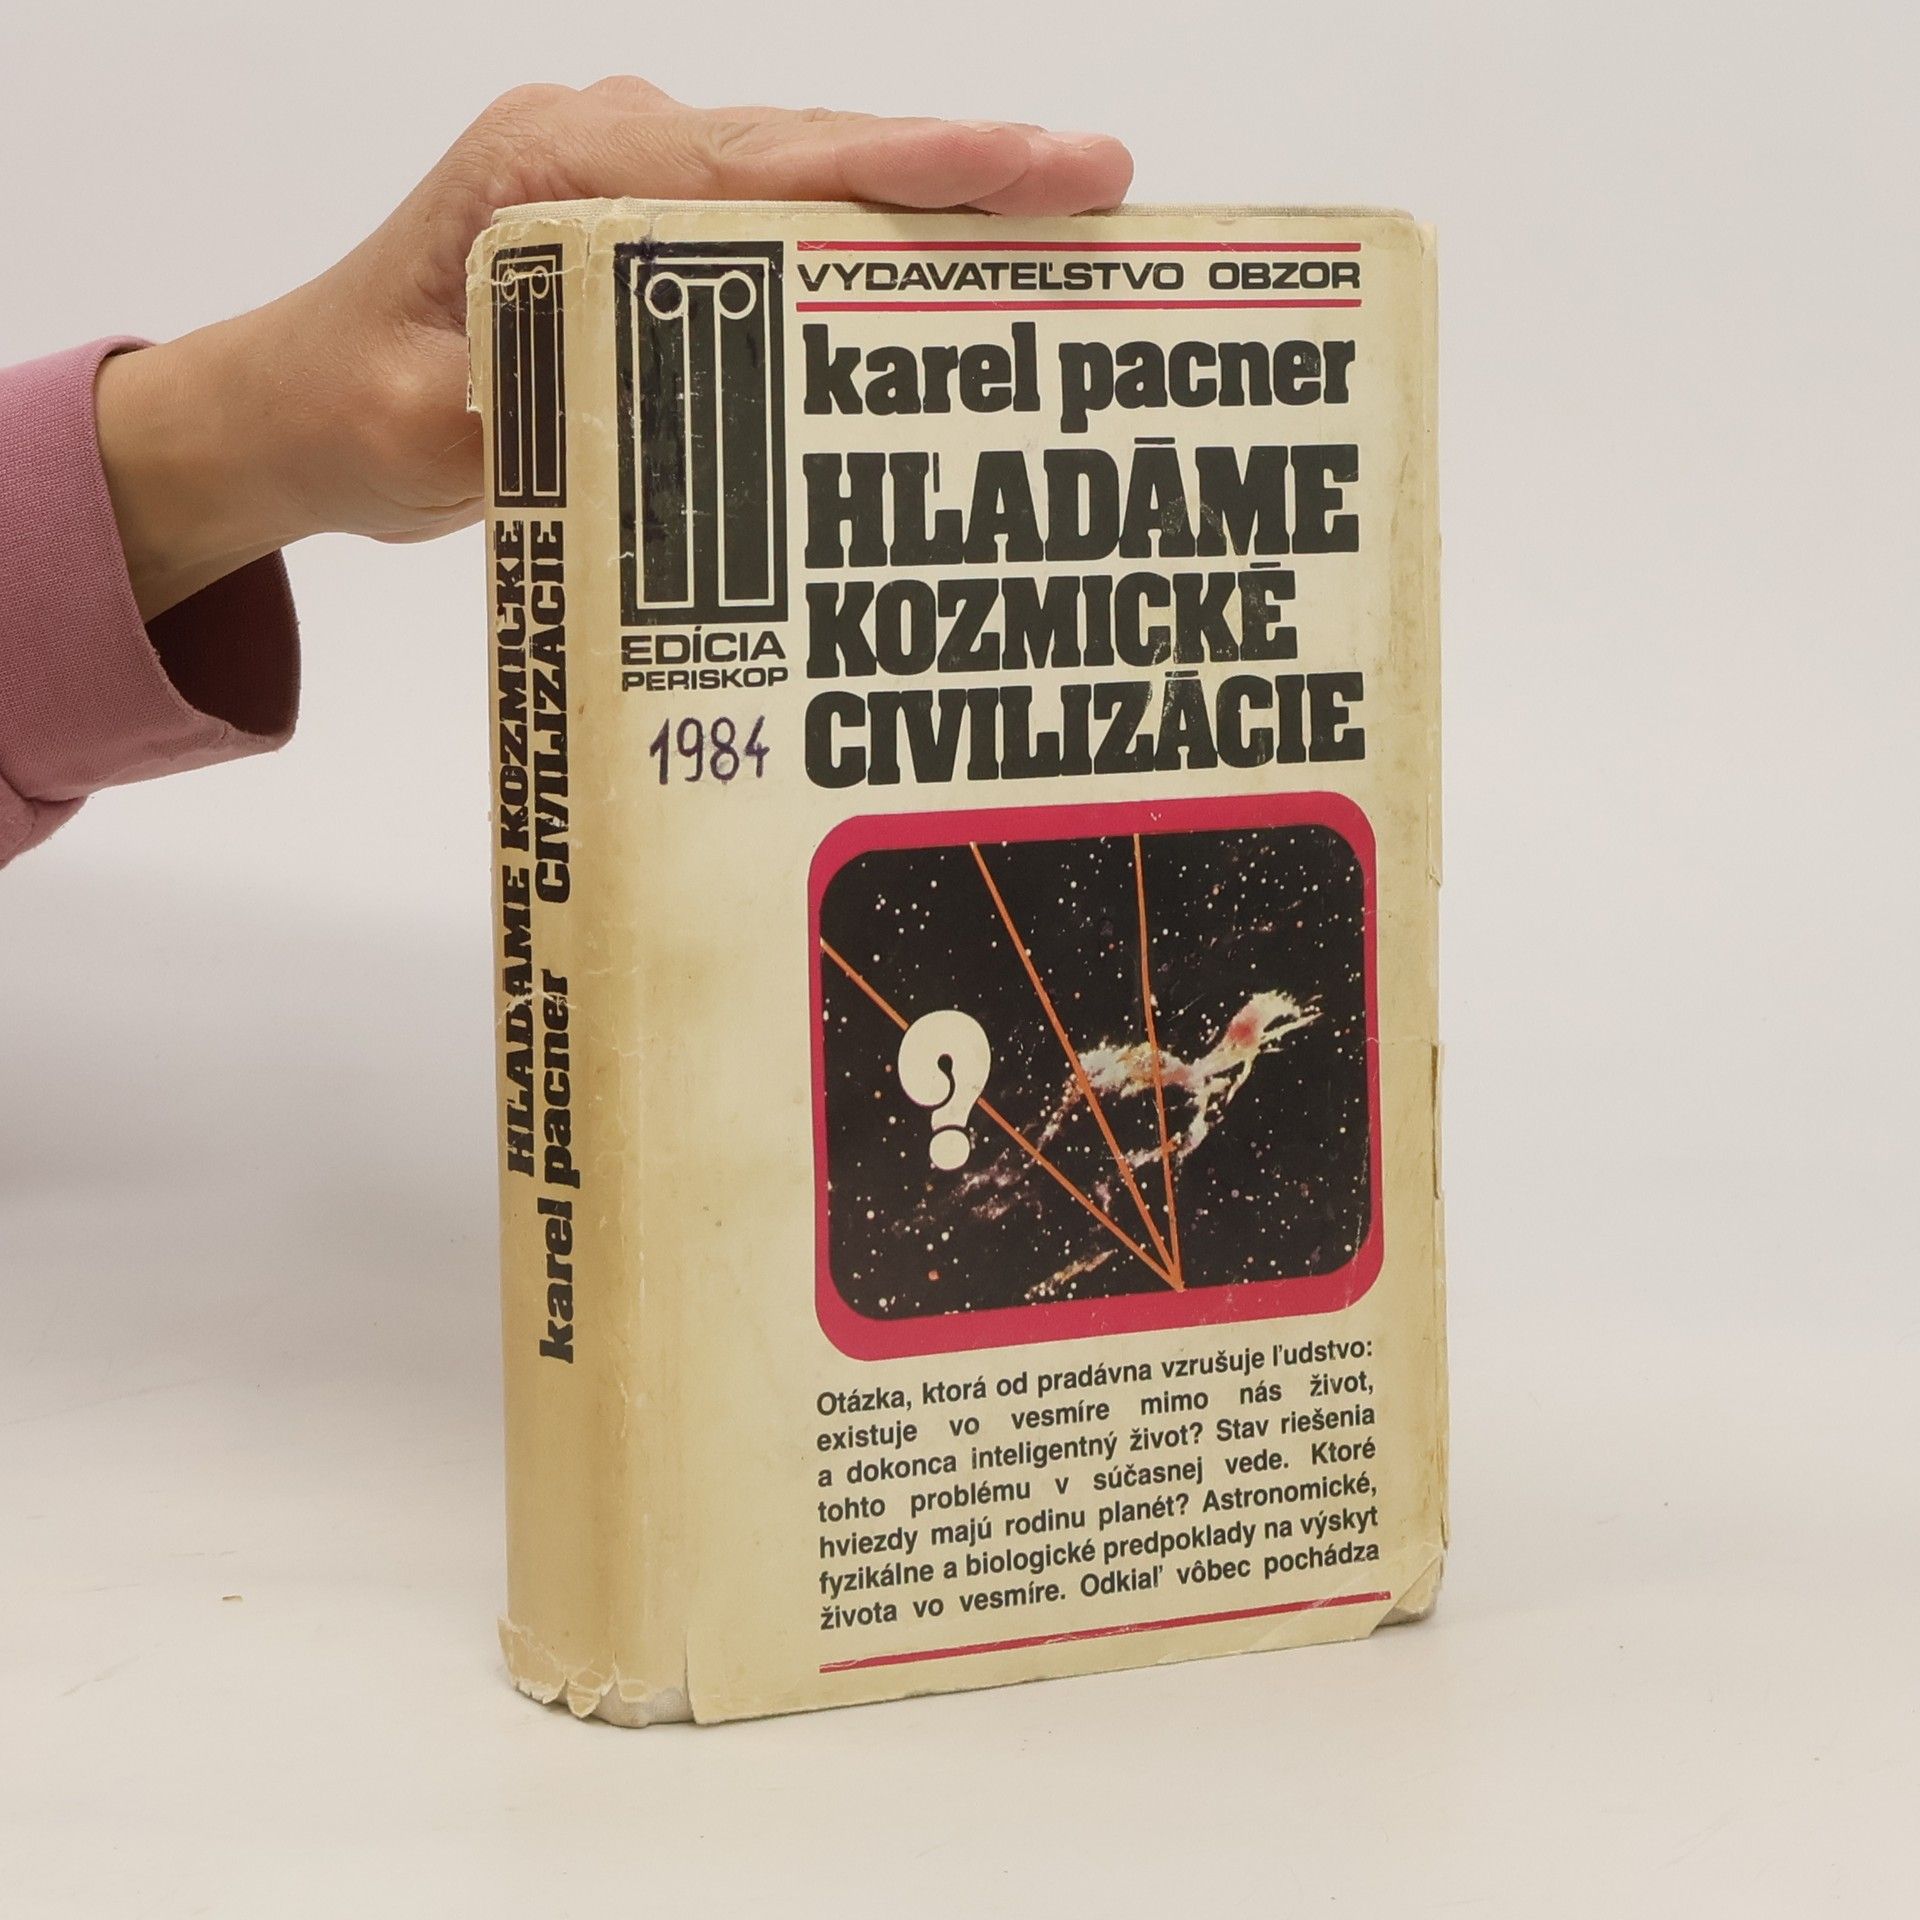 HĽADÁME KOZMICKÉ
CIVILIZÁCIE
karel pacner
VYDAVATEĽSTVO OBZOR
karel pacner
HĽADÁME
KOZMICKÉ
CIVILIZÁCIE
EDÍCIA
PERISKOP
1984
?
Otázka, ktorá od pradávna vzrušuje ľudstvo:
existuje vo vesmíre mimo nás život,
a dokonca inteligentný život? Stav riešenia
tohto problému v súčasnej vede. Ktoré
hviezdy majú rodinu planét? Astronomické,
fyzikálne a biologické predpoklady na výskyt
života vo vesmíre. Odkiaľ vôbec pochádza